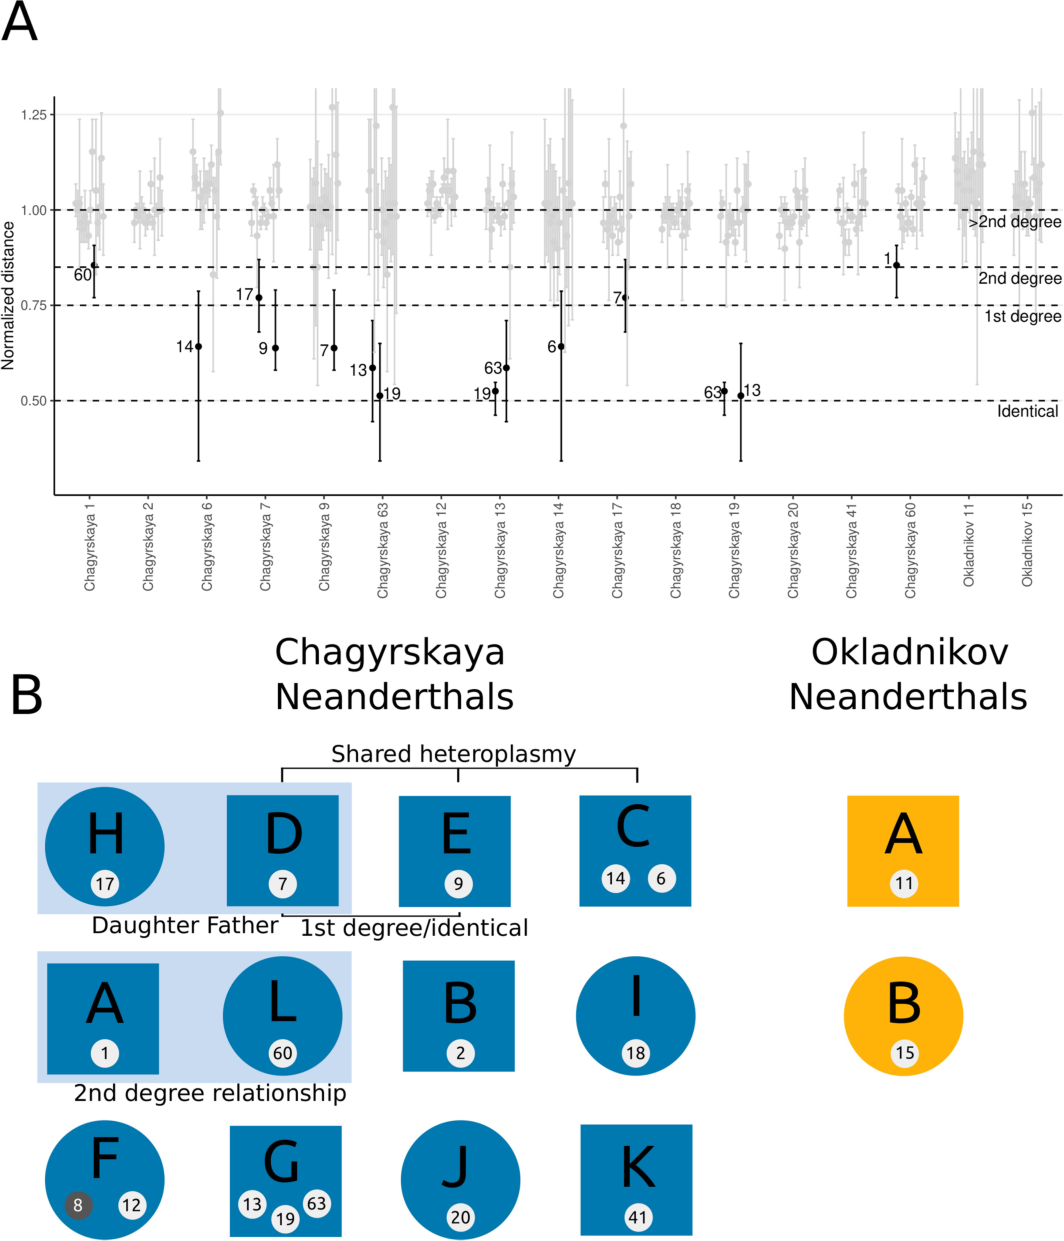 A
Normalized distance
1.25
1.00
0.75
0.50
>2nd degree
2nd degree
1st degree
Identical
60
14
17
9
7
13
19
63
19
6
7
63
13
1
Chagyrskaya 1
Chagyrskaya 2
Chagyrskaya 6
Chagyrskaya 7
Chagyrskaya 9
Chagyrskaya 63
Chagyrskaya 12
Chagyrskaya 13
Chagyrskaya 14
Chagyrskaya 17
Chagyrskaya 18
Chagyrskaya 19
Chagyrskaya 20
Chagyrskaya 41
Chagyrskaya 60
Okladnikov 11
Okladnikov 15
B
Chagyrskaya
Neanderthals
Okladnikov
Neanderthals
Shared heteroplasmy
H D E C A
17 7 9 14 6 11
Daughter Father 1st degree/identical
A L B I B
1 60 2 18 15
2nd degree relationship
F G J K
8 12 13 19 63 20 41